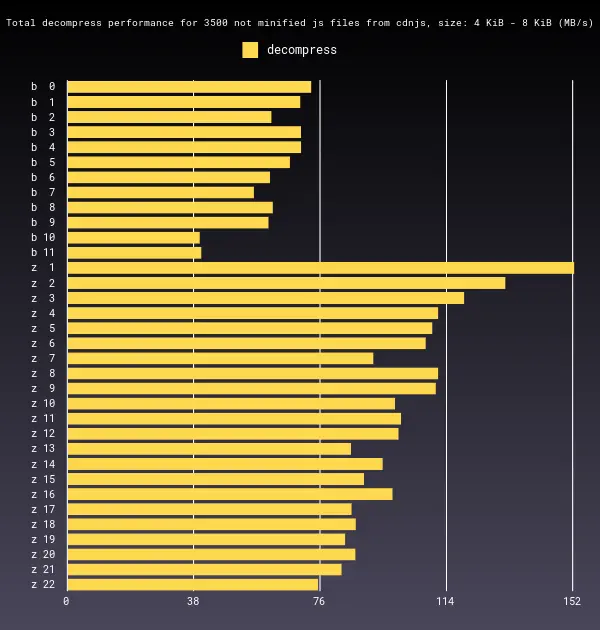 Total decompress performance for 3500 not minified js files from cdnjs, size: 4 KiB - 8 KiB (MB/s)
decompress
b 0
b 1
b 2
b 3
b 4
b 5
b 6
b 7
b 8
b 9
b 10
b 11
z 1
z 2
z 3
z 4
z 5
z 6
z 7
z 8
z 9
z 10
z 11
z 12
z 13
z 14
z 15
z 16
z 17
z 18
z 19
z 20
z 21
z 22
0 38 76 114 152